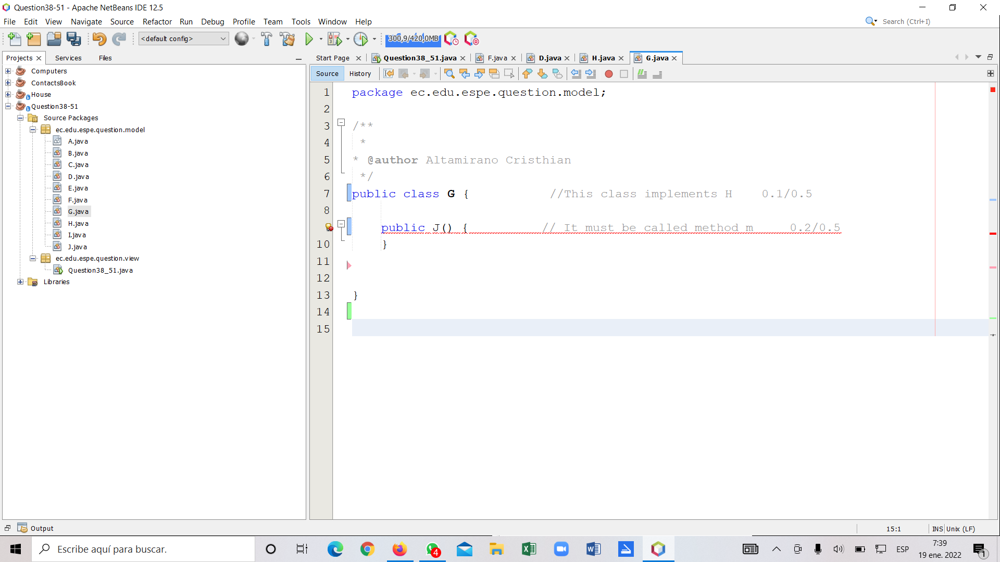 Question38-51 - Apache NetBeans IDE 12.5
File Edit View Navigate Source Refactor Run Debug Profile Team Tools Window Help
Search (Ctrl+I)
<default config>
300,9/420,0MB
Projects Services Files
Computers
ContactsBook
House
Question38-51
Source Packages
ec.edu.espe.question.model
A.java
B.java
C.java
D.java
E.java
F.java
G.java
H.java
I.java
J.java
ec.edu.espe.question.view
Question38_51.java
Libraries
Start Page Question38_51.java F.java D.java H.java G.java
Source History
1 package ec.edu.espe.question.model;
2
3 /**
4 *
5 * @author Altamirano Cristhian
6 */
7 public class G { //This class implements H 0.1/0.5
8
public J() { // It must be called method m 0.2/0.5
10 }
11
12
13 }
14
15
Output
15:1 INS Unix (LF)
Escribe aquí para buscar.
4
ESP
7:39
19 ene. 2022
1